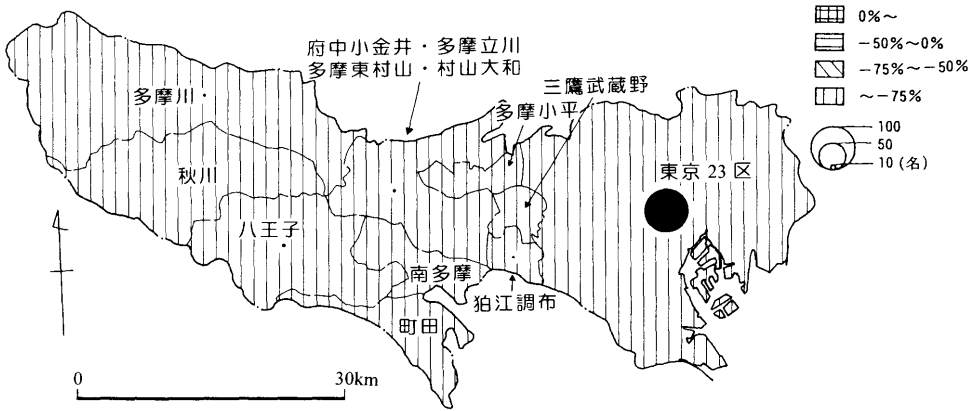 0%～
-50%～0%
-75%～-50%
～-75%
100
50
10(名)
府中小金井・多摩立川
多摩東村山・村山大和
三鷹武蔵野
多摩小平
多摩川
東京23区
秋川
八王子
南多摩
狛江調布
町田
0
30km